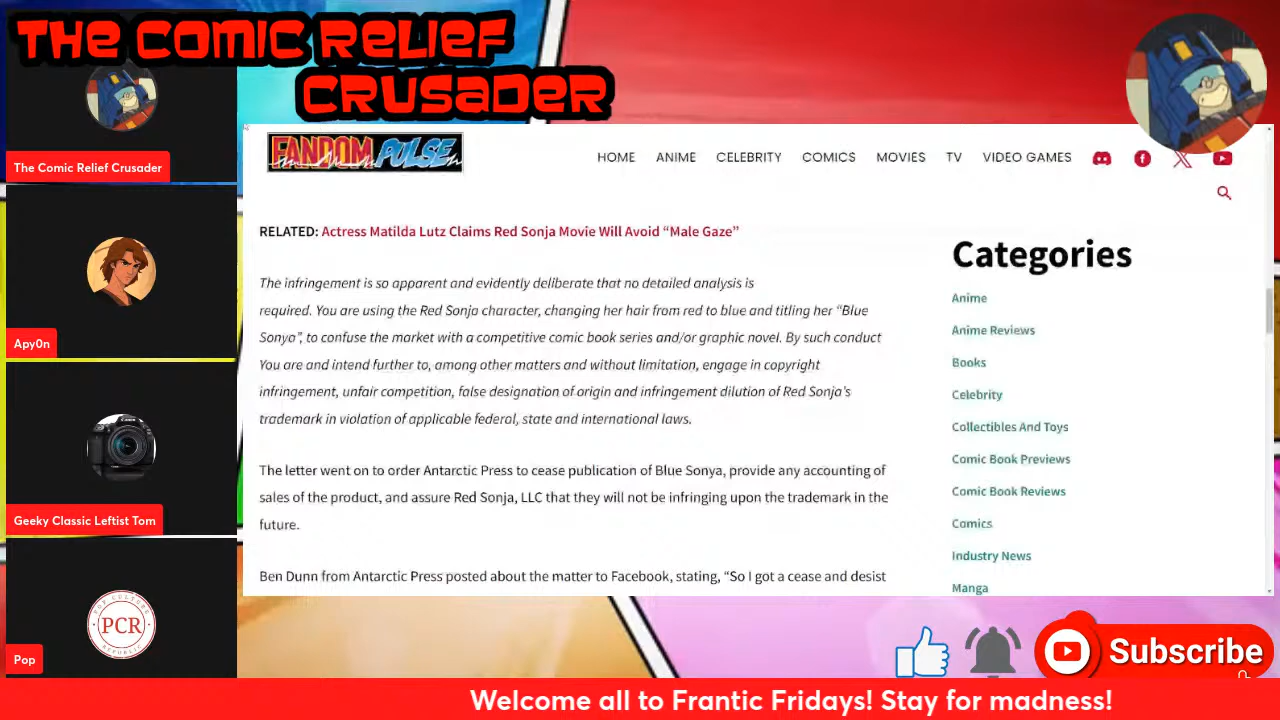 THE COMIC RELIEF
CRUSADER
The Comic Relief Crusader
Apy0n
Geeky Classic Leftist Tom
POP CULTURE
PCR
REPUBLIC
Pop
FANDOM PULSE
HOME ANIME CELEBRITY COMICS MOVIES TV VIDEO GAMES
RELATED: Actress Matilda Lutz Claims Red Sonja Movie Will Avoid “Male Gaze”
The infringement is so apparent and evidently deliberate that no detailed analysis is
required. You are using the Red Sonja character, changing her hair from red to blue and titling her “Blue
Sonya”, to confuse the market with a competitive comic book series and/or graphic novel. By such conduct
You are and intend further to, among other matters and without limitation, engage in copyright
infringement, unfair competition, false designation of origin and infringement dilution of Red Sonja’s
trademark in violation of applicable federal, state and international laws.
The letter went on to order Antarctic Press to cease publication of Blue Sonya, provide any accounting of
sales of the product, and assure Red Sonja, LLC that they will not be infringing upon the trademark in the
future.
Ben Dunn from Antarctic Press posted about the matter to Facebook, stating, “So I got a cease and desist
Categories
Anime
Anime Reviews
Books
Celebrity
Collectibles And Toys
Comic Book Previews
Comic Book Reviews
Comics
Industry News
Manga
Subscribe
Welcome all to Frantic Fridays! Stay for madness!